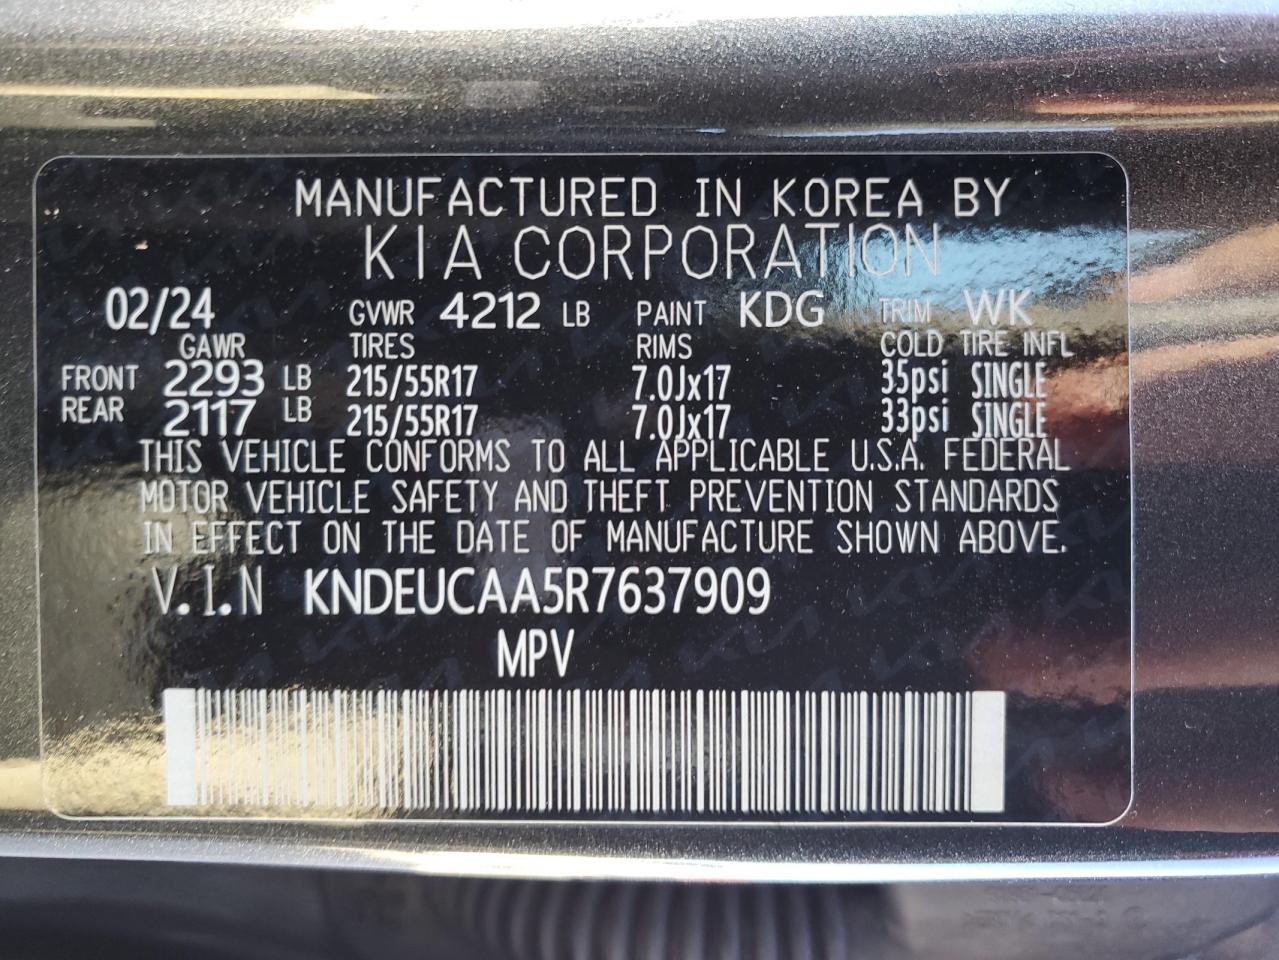 MANUFACTURED IN KOREA BY
KIA CORPORATION
02/24 GVWR 4212 LB PAINT KDG TRIM WK
GAWR TIRES RIMS COLD TIRE INFL
FRONT 2293 LB 215/55R17 7.0Jx17 35psi SINGLE
REAR 2117 LB 215/55R17 7.0Jx17 33psi SINGLE
THIS VEHICLE CONFORMS TO ALL APPLICABLE U.S.A. FEDERAL
MOTOR VEHICLE SAFETY AND THEFT PREVENTION STANDARDS
IN EFFECT ON THE DATE OF MANUFACTURE SHOWN ABOVE.
V.I.N KNDEUCAA5R7637909
MPV